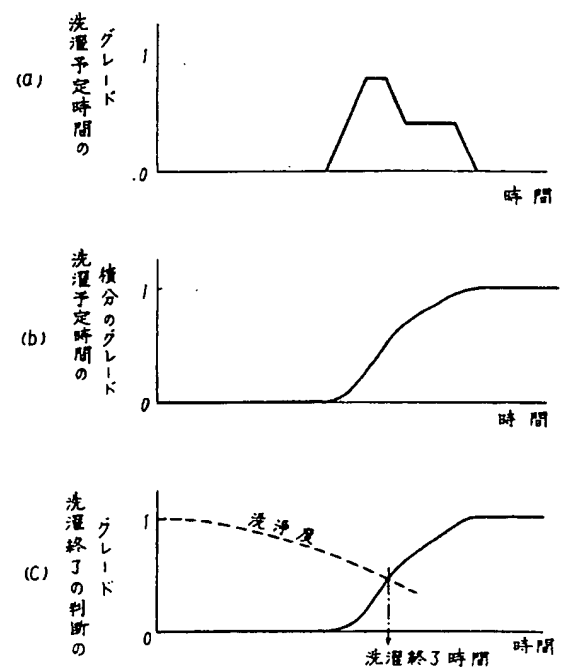 (a)
洗濯予定時間の
グレード
1
.0
時間
(b)
洗濯予定時間の
積分のグレード
1
0
時間
(c)
洗濯終了の判断の
グレード
1
0
洗浄度
時間
洗濯終了時間